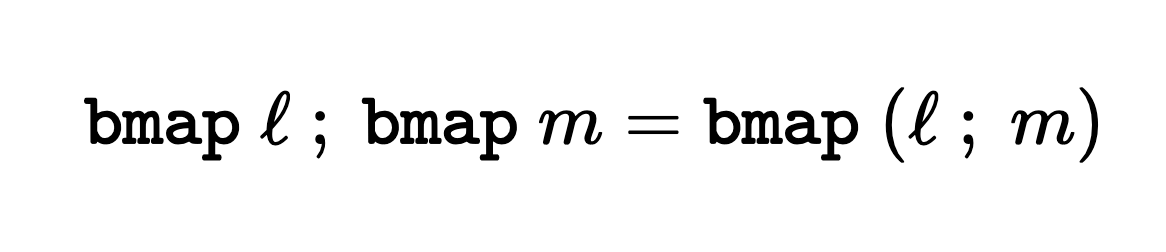 bmap ℓ ; bmap m = bmap (ℓ ; m)